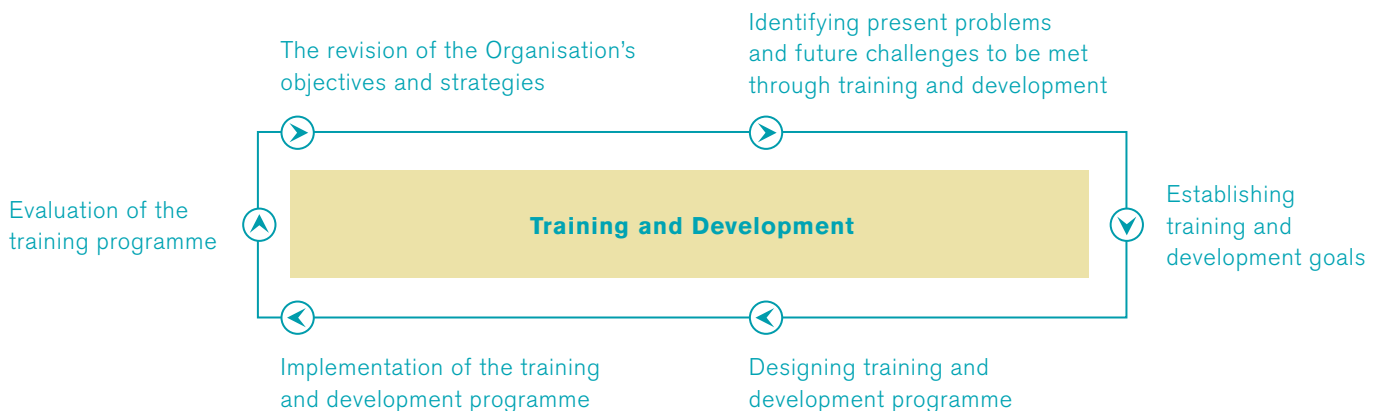 The revision of the Organisation’s
objectives and strategies
Identifying present problems
and future challenges to be met
through training and development
Establishing
training and
development goals
Designing training and
development programme
Implementation of the training
and development programme
Evaluation of the
training programme
Training and Development